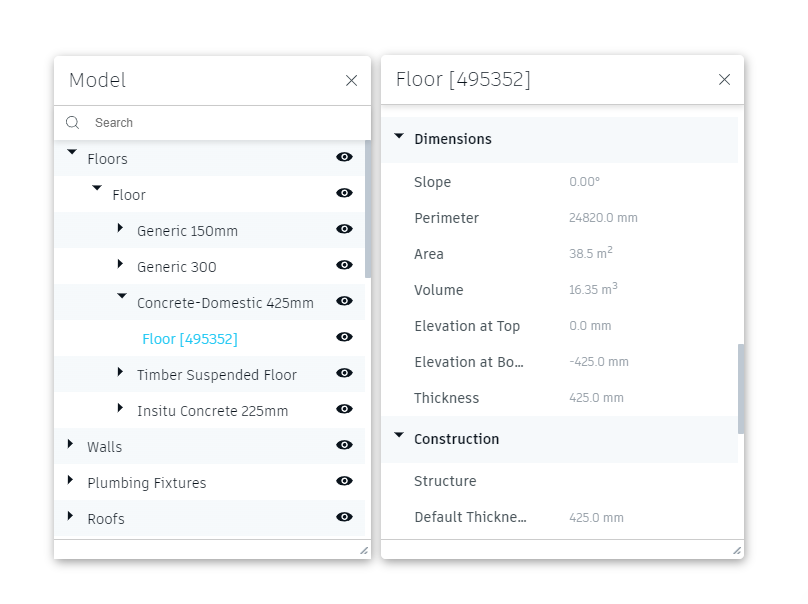 Model
Search
Floors
Floor
Generic 150mm
Generic 300
Concrete-Domestic 425mm
Floor [495352]
Timber Suspended Floor
Insitu Concrete 225mm
Walls
Plumbing Fixtures
Roofs
Floor [495352]
Dimensions
Slope 0.00°
Perimeter 24820.0 mm
Area 38.5 m²
Volume 16.35 m³
Elevation at Top 0.0 mm
Elevation at Bo... -425.0 mm
Thickness 425.0 mm
Construction
Structure
Default Thickne... 425.0 mm